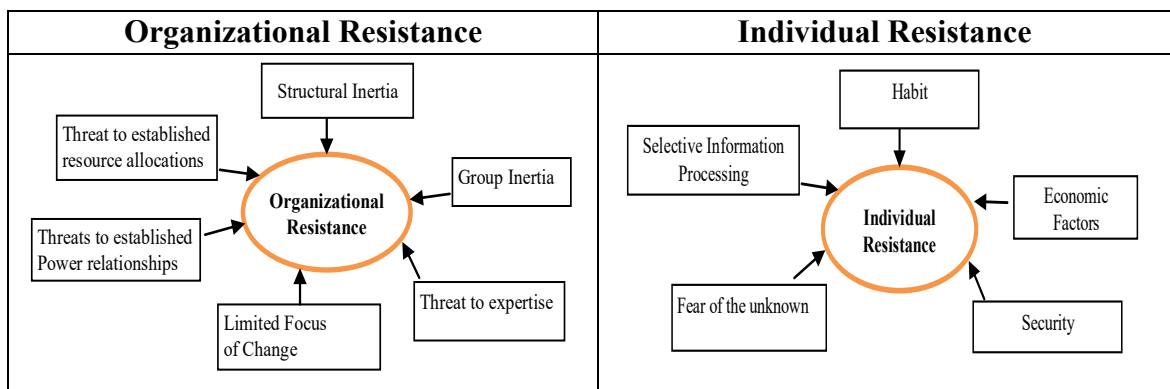 Organizational Resistance
Structural Inertia
Threat to established
resource allocations
Group Inertia
Organizational
Resistance
Threats to established
Power relationships
Threat to expertise
Limited Focus
of Change
Individual Resistance
Habit
Selective Information
Processing
Economic
Factors
Individual
Resistance
Fear of the unknown
Security